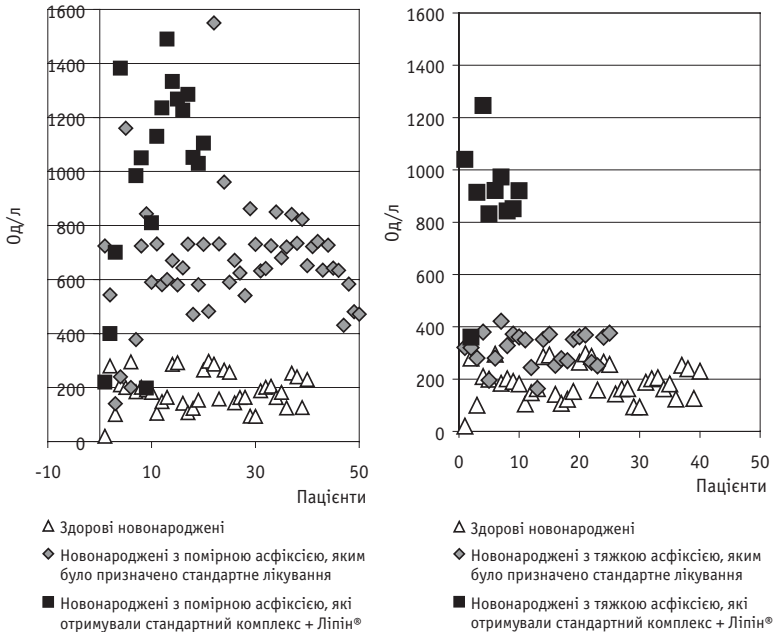 1600
1400
1200
1000
800
600
400
200
0
-10
10
30
50
Од/л
Пацієнти
Здорові новонароджені
Новонароджені з помірною асфіксією, яким
було призначено стандартне лікування
Новонароджені з помірною асфіксією, які
отримували стандартний комплекс + Ліпін®
1600
1400
1200
1000
800
600
400
200
0
0
10
20
30
40
50
Од/л
Пацієнти
Здорові новонароджені
Новонароджені з тяжкою асфіксією, яким
було призначено стандартне лікування
Новонароджені з тяжкою асфіксією, які
отримували стандартний комплекс + Ліпін®